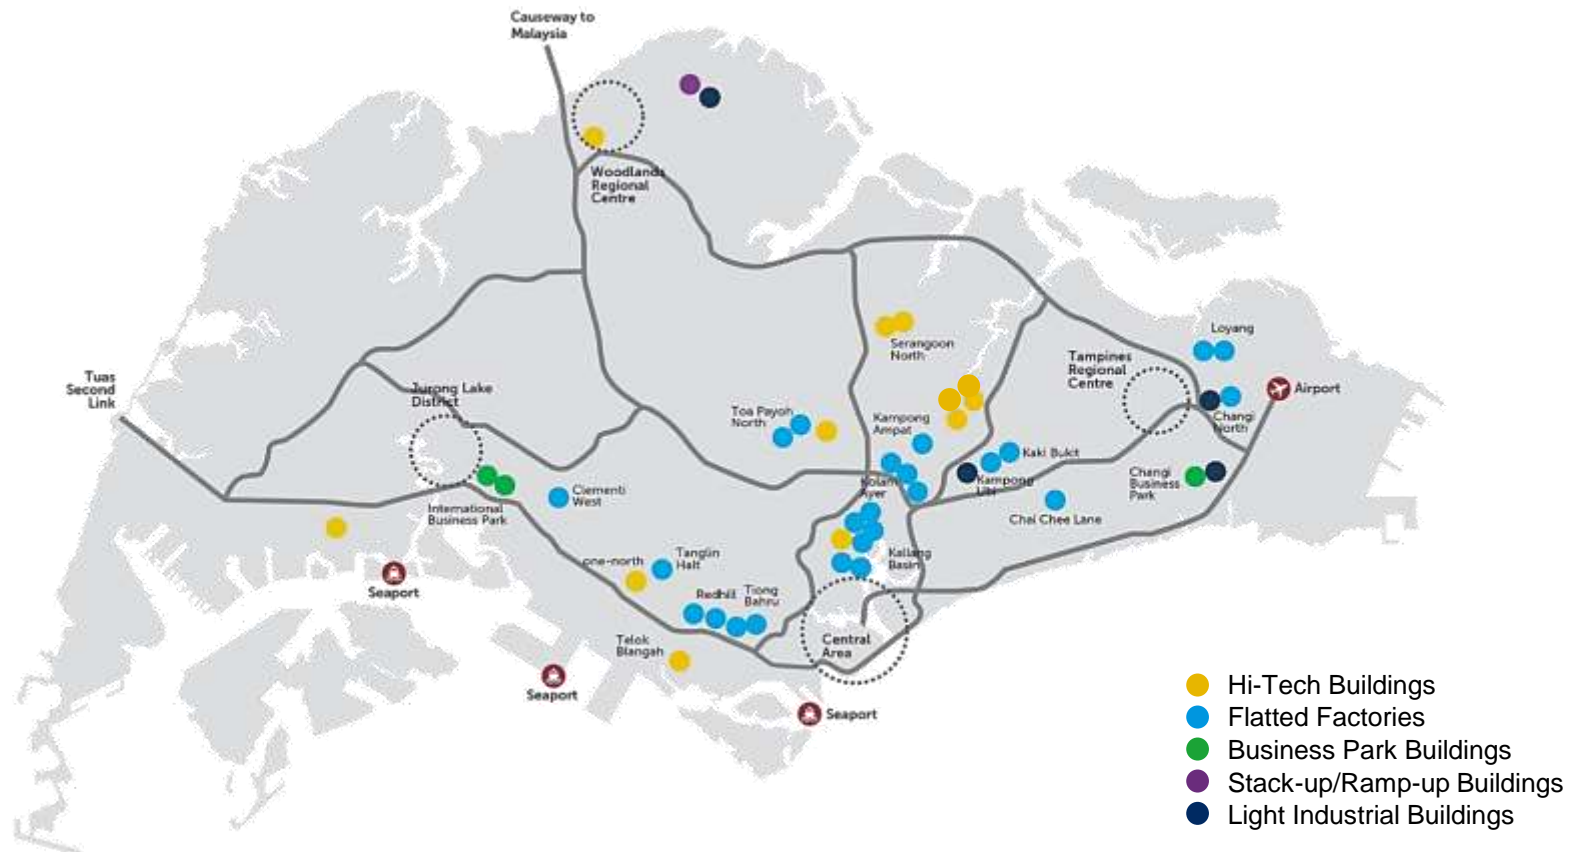 Causeway to
Malaysia
Woodlands
Regional
Centre
Serangoon
North
Loyang
Tampines
Regional
Centre
Airport
Tuas
Second
Link
Jurong Lake
District
Toa Payoh
North
Kampong
Ampat
Changi
North
Kaki Bukit
Kolam
Ayer
Kampong
Ubi
Changi
Business
Park
Clementi
West
International
Business Park
Chai Chee Lane
Kallang
Basin
one-north
Tanglin
Halt
Seaport
Redhill
Tiong
Bahru
Telok
Blangah
Central
Area
Seaport
Seaport
Hi-Tech Buildings
Flatted Factories
Business Park Buildings
Stack-up/Ramp-up Buildings
Light Industrial Buildings